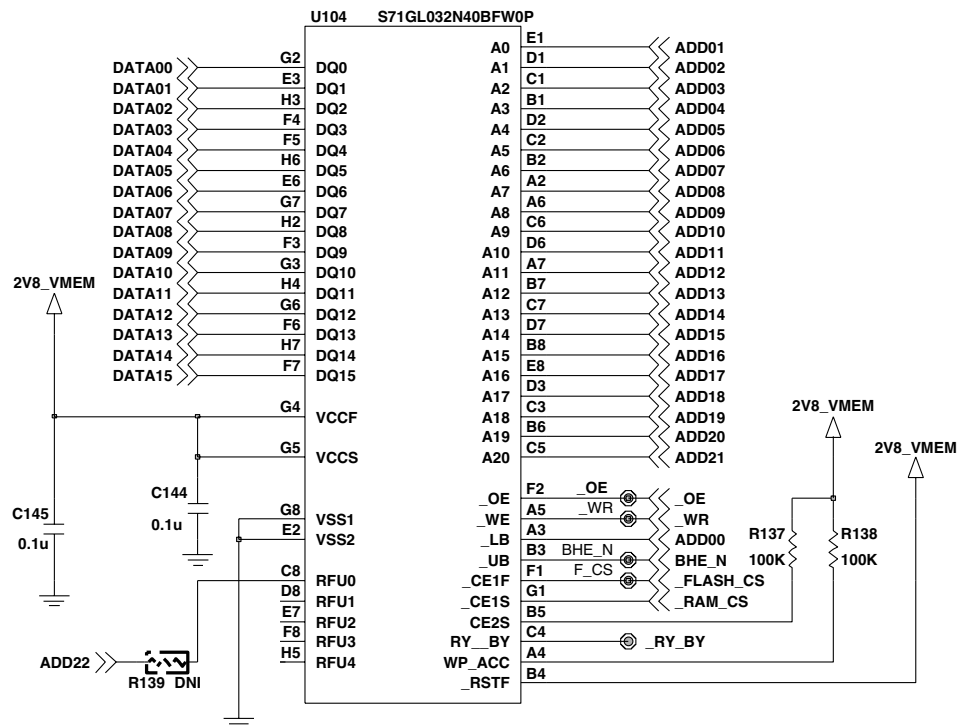 U104 S71GL032N40BFW0P
E1 A0 ADD01
D1 A1 ADD02
G2 DATA00 DQ0
C1 A2 ADD03
E3 DATA01 DQ1
B1 A3 ADD04
H3 DATA02 DQ2
D2 A4 ADD05
F4 DATA03 DQ3
C2 A5 ADD06
F5 DATA04 DQ4
B2 A6 ADD07
H6 DATA05 DQ5
A2 A7 ADD08
E6 DATA06 DQ6
A6 A8 ADD09
G7 DATA07 DQ7
C6 A9 ADD10
H2 DATA08 DQ8
D6 A10 ADD11
F3 DATA09 DQ9
A7 A11 ADD12
G3 DATA10 DQ10
B7 A12 ADD13
H4 DATA11 DQ11
C7 A13 ADD14
G6 DATA12 DQ12
D7 A14 ADD15
F6 DATA13 DQ13
B8 A15 ADD16
H7 DATA14 DQ14
E8 A16 ADD17
F7 DATA15 DQ15
D3 A17 ADD18
C3 A18 ADD19
B6 A19 ADD20
C5 A20 ADD21
2V8_VMEM
G4 VCCF
G5 VCCS
C144
0.1u
C145
0.1u
G8 VSS1
E2 VSS2
C8 RFU0
D8 RFU1
E7 RFU2
F8 RFU3
H5 RFU4
ADD22
R139 DNI
_OE F2 _OE _OE
_WE A5 _WR _WR
_LB A3 ADD00
_UB B3 BHE_N BHE_N
_CE1F F1 F_CS _FLASH_CS
_CE1S G1 _RAM_CS
CE2S B5
RY__BY C4 _RY_BY
WP_ACC A4
_RSTF B4
2V8_VMEM
2V8_VMEM
R137
100K
R138
100K